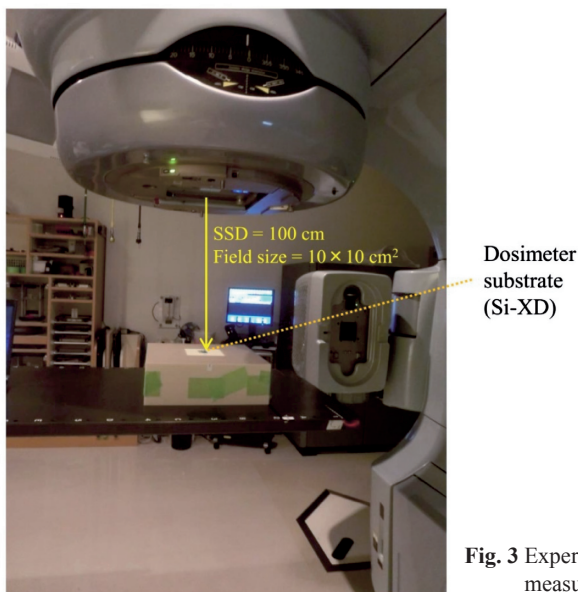 SSD = 100 cm
Field size = 10 × 10 cm²
Dosimeter
substrate
(Si-XD)
Fig. 3 Exper
measu